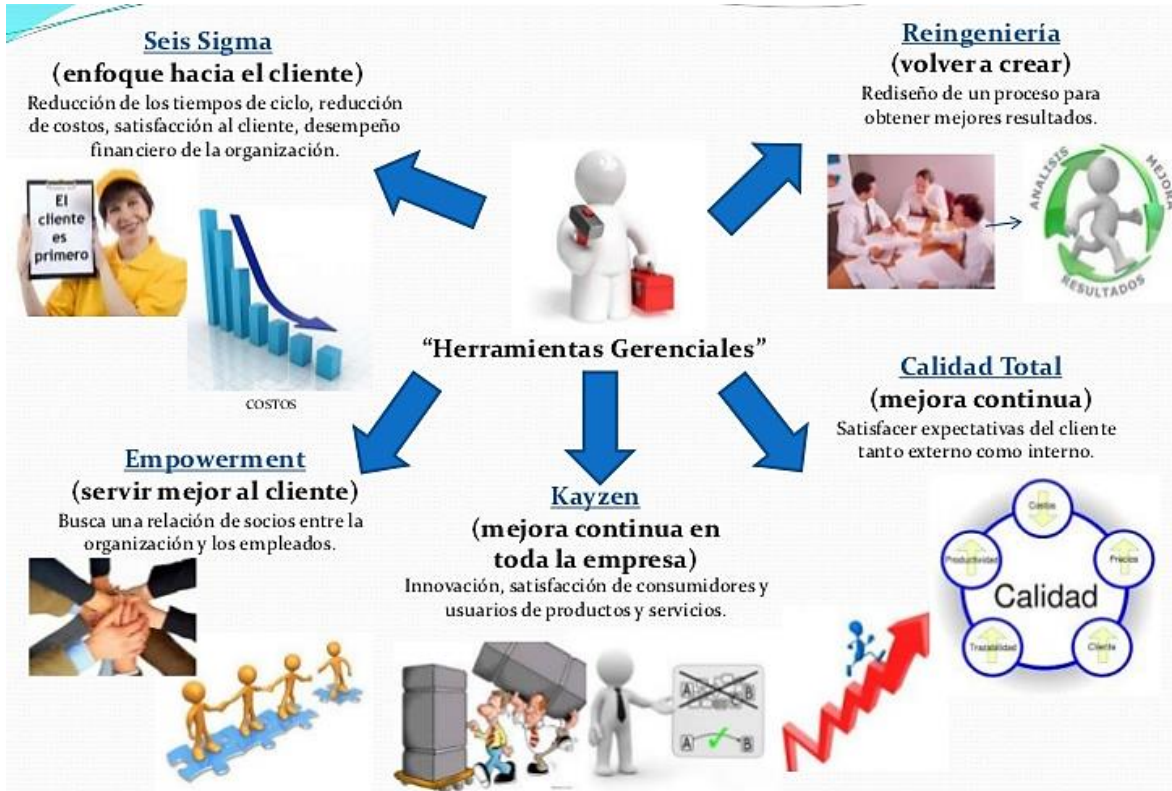 Seis Sigma
(enfoque hacia el cliente)
Reducción de los tiempos de ciclo, reducción
de costos, satisfacción al cliente, desempeño
financiero de la organización.
El
cliente
es
primero
COSTOS
Reingeniería
(volver a crear)
Rediseño de un proceso para
obtener mejores resultados.
ANALISIS
MEJORA
RESULTADOS
“Herramientas Gerenciales”
Empowerment
(servir mejor al cliente)
Busca una relación de socios entre la
organización y los empleados.
Kayzen
(mejora continua en
toda la empresa)
Innovación, satisfacción de consumidores y
usuarios de productos y servicios.
A
B
A
B
Calidad Total
(mejora continua)
Satisfacer expectativas del cliente
tanto externo como interno.
Costos
Productividad
Precios
Calidad
Trazabilidad
Cliente